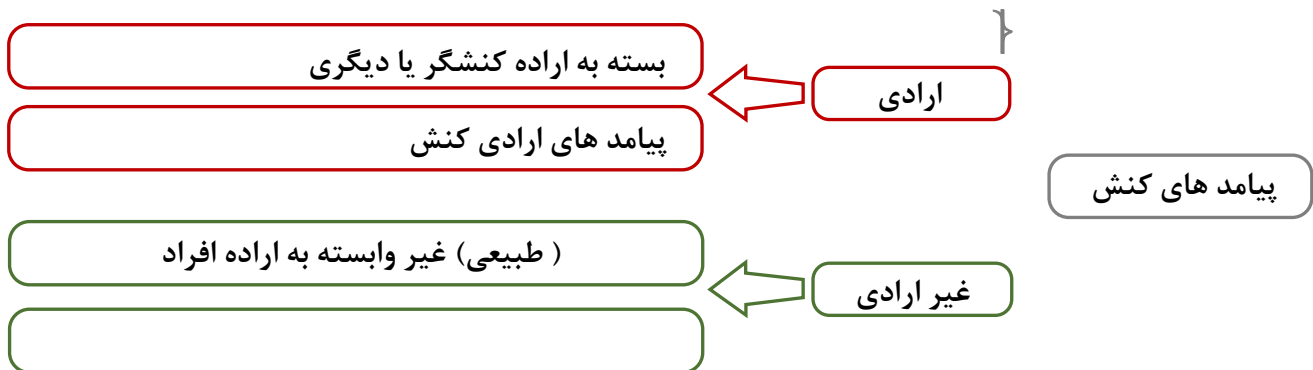 پیامد های کنش
ارادی
بسته به اراده کنشگر یا دیگری
پیامد های ارادی کنش
غیر ارادی
( طبیعی) غیر وابسته به اراده افراد